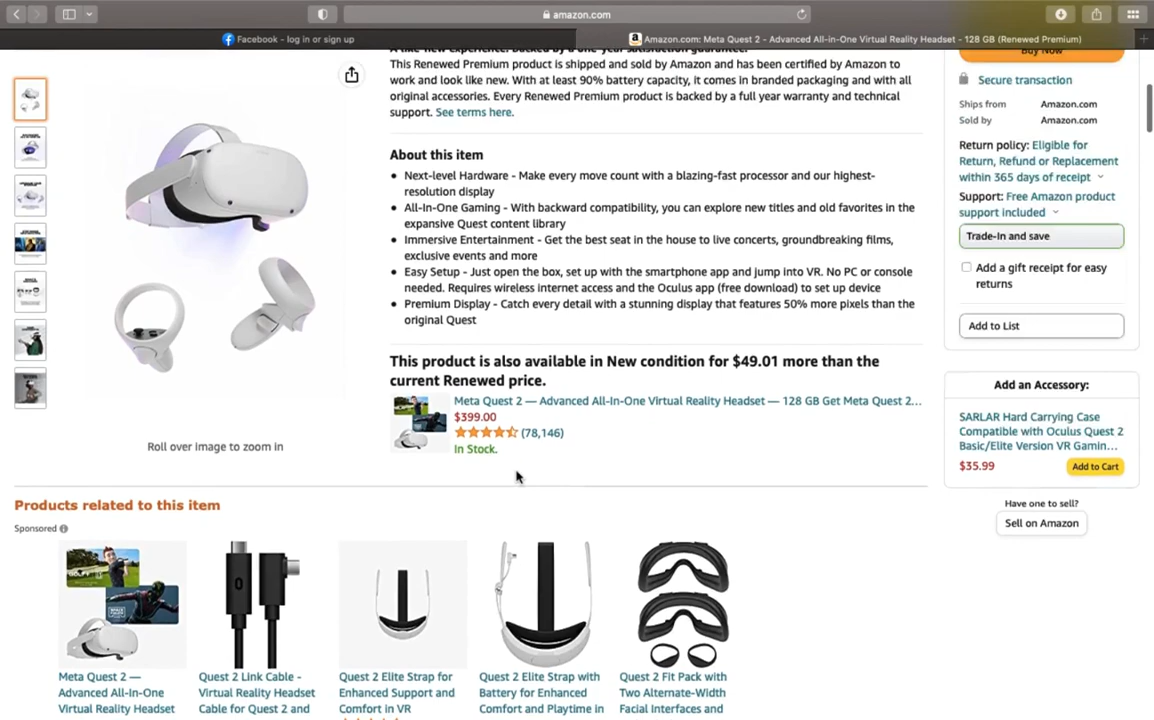 amazon.com
Facebook - log in or sign up
Amazon.com: Meta Quest 2 - Advanced All-in-One Virtual Reality Headset - 128 GB (Renewed Premium)
A like-new experience. Backed by a one-year satisfaction guarantee.
This Renewed Premium product is shipped and sold by Amazon and has been certified by Amazon to
work and look like new. With at least 90% battery capacity, it comes in branded packaging and with all
original accessories. Every Renewed Premium product is backed by a full year warranty and technical
support. See terms here.
About this item
• Next-level Hardware - Make every move count with a blazing-fast processor and our highest-
resolution display
• All-In-One Gaming - With backward compatibility, you can explore new titles and old favorites in the
expansive Quest content library
• Immersive Entertainment - Get the best seat in the house to live concerts, groundbreaking films,
exclusive events and more
• Easy Setup - Just open the box, set up with the smartphone app and jump into VR. No PC or console
needed. Requires wireless internet access and the Oculus app (free download) to set up device
• Premium Display - Catch every detail with a stunning display that features 50% more pixels than the
original Quest
This product is also available in New condition for $49.01 more than the
current Renewed price.
Meta Quest 2 — Advanced All-In-One Virtual Reality Headset — 128 GB Get Meta Quest 2...
$399.00
(78,146)
In Stock.
Roll over image to zoom in
Buy Now
Secure transaction
Ships from Amazon.com
Sold by Amazon.com
Return policy: Eligible for
Return, Refund or Replacement
within 365 days of receipt
Support: Free Amazon product
support included
Trade-In and save
Add a gift receipt for easy
returns
Add to List
Add an Accessory:
SARLAR Hard Carrying Case
Compatible with Oculus Quest 2
Basic/Elite Version VR Gamin...
$35.99
Add to Cart
Have one to sell?
Sell on Amazon
Products related to this item
Sponsored
Meta Quest 2 —
Advanced All-In-One
Virtual Reality Headset
Quest 2 Link Cable -
Virtual Reality Headset
Cable for Quest 2 and
Quest 2 Elite Strap for
Enhanced Support and
Comfort in VR
Quest 2 Elite Strap with
Battery for Enhanced
Comfort and Playtime in
Quest 2 Fit Pack with
Two Alternate-Width
Facial Interfaces and